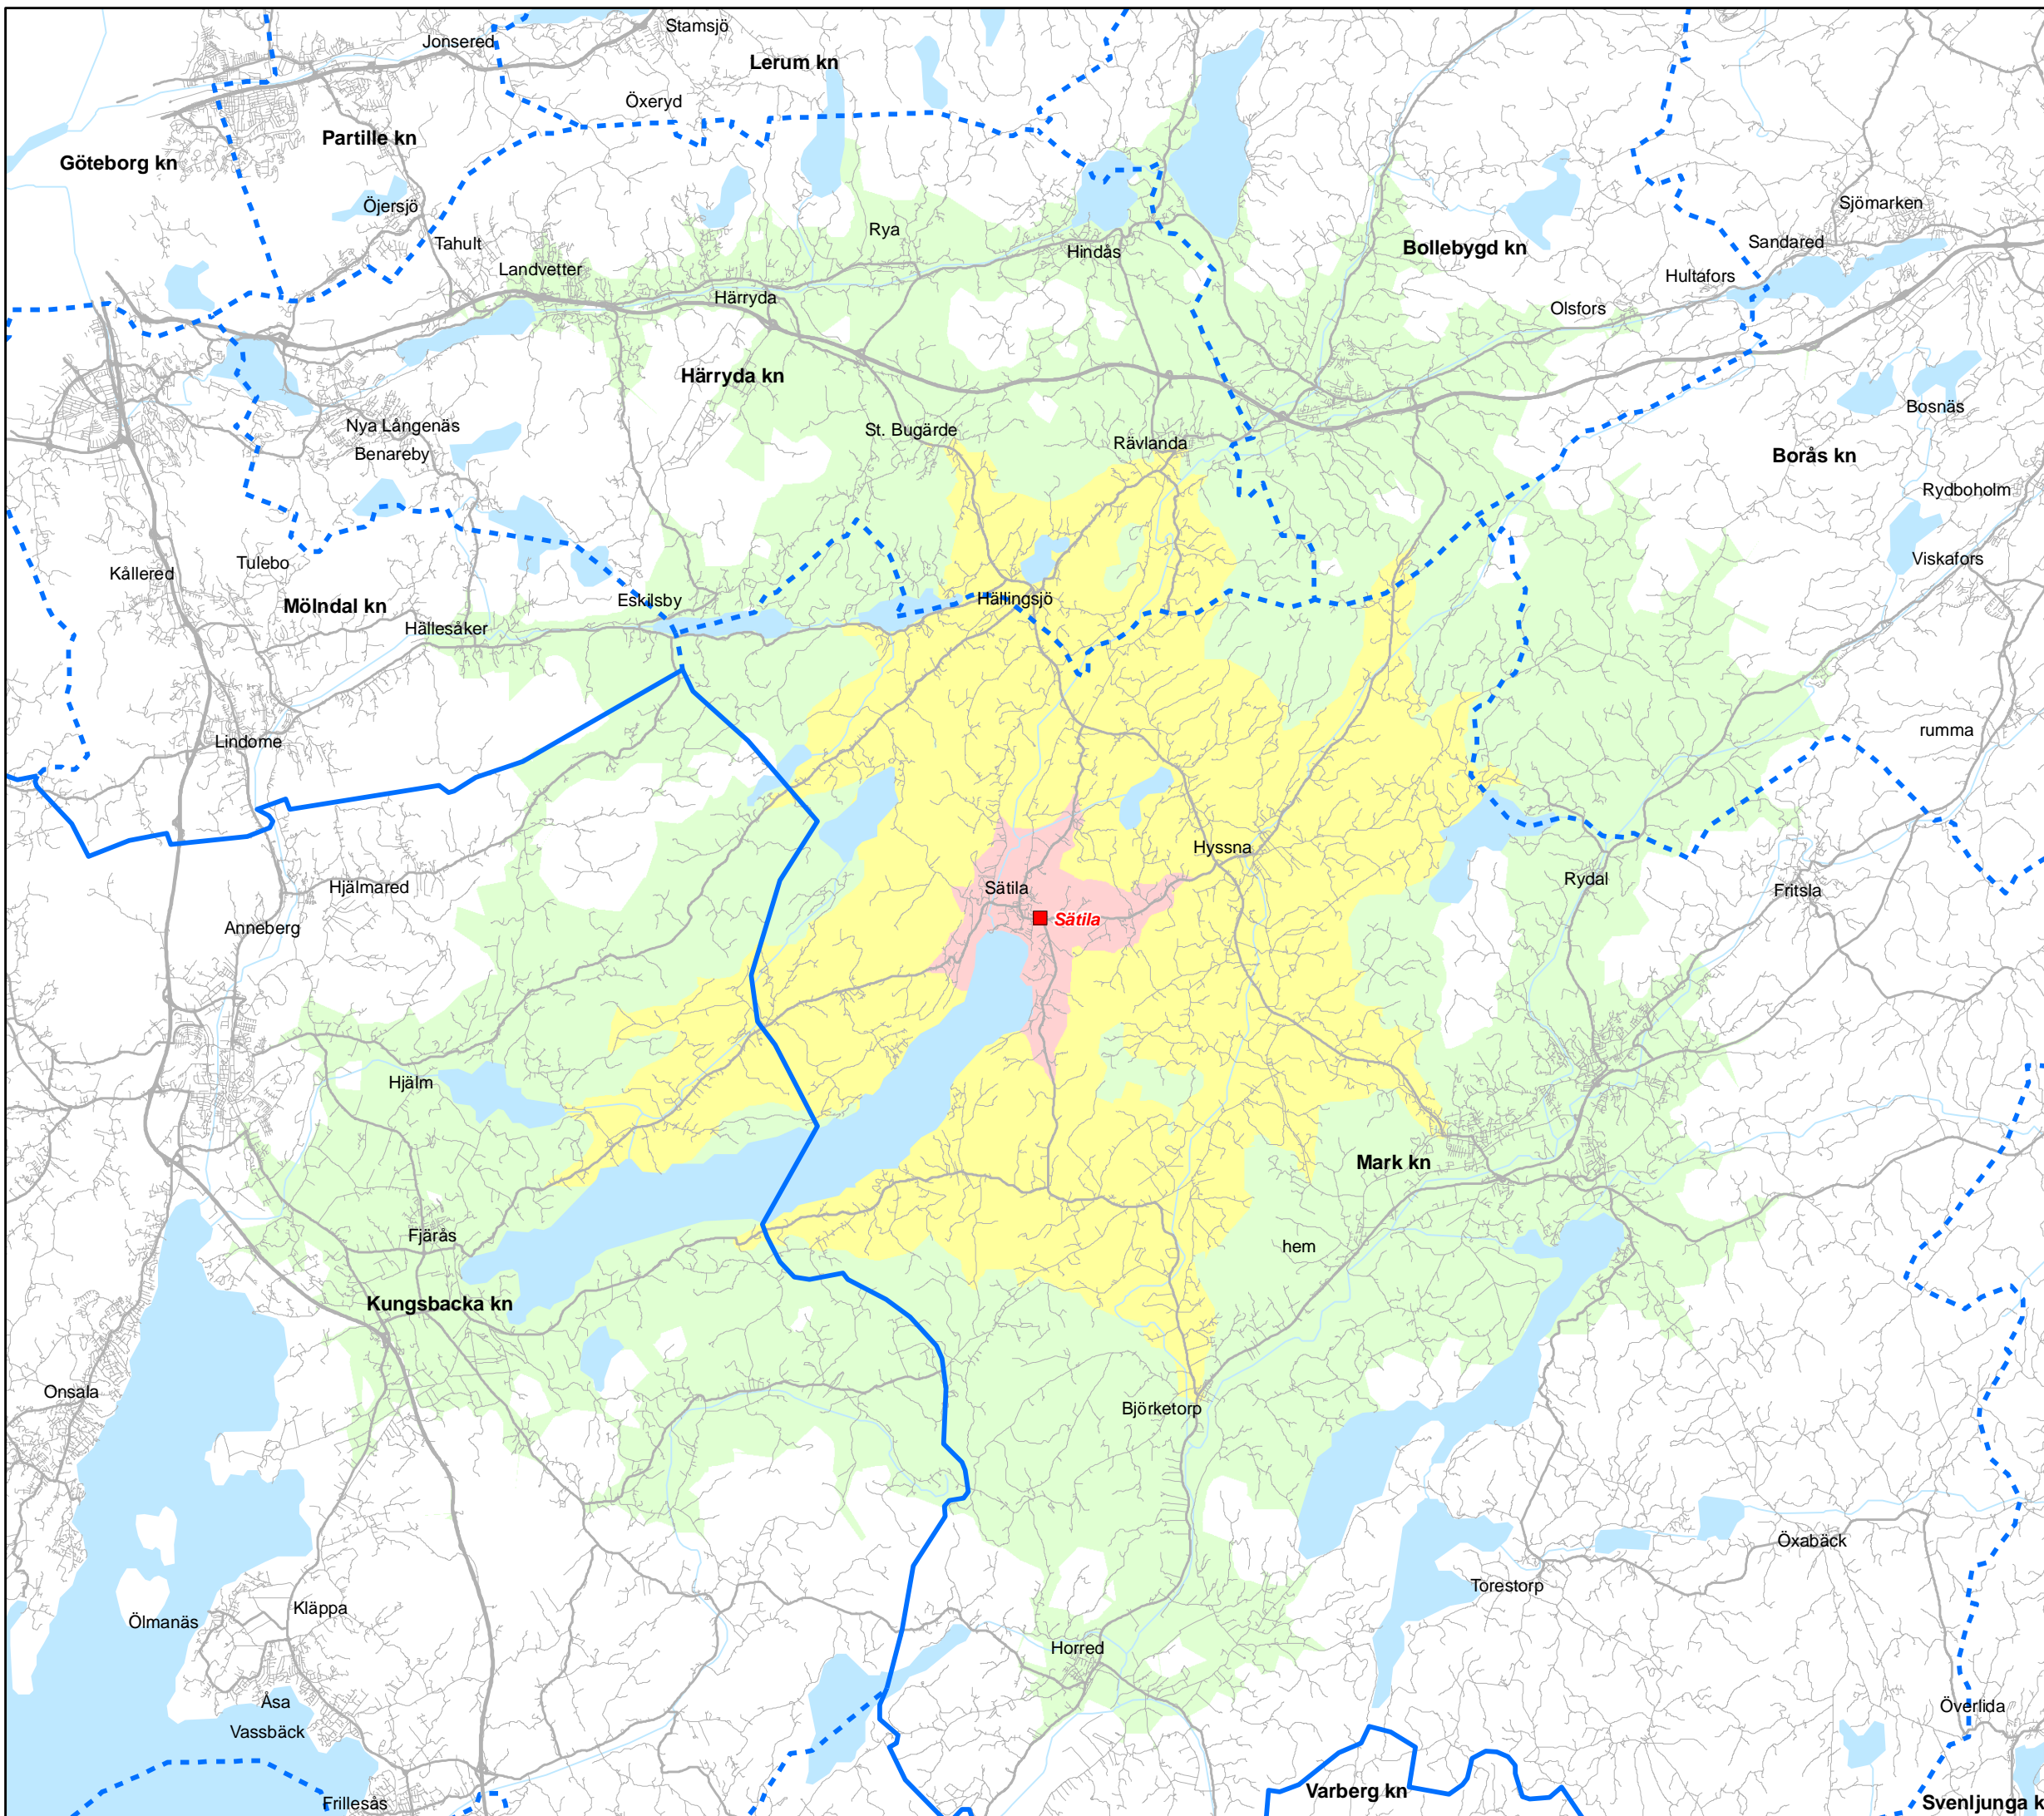 Stamsjö
Jonsered
Lerum kn
Öxeryd
Partille kn
Göteborg kn
Öjersjö
Sjömarken
Rya
Tahult
Sandared
Hindås
Bollebygd kn
Landvetter
Hultafors
Härryda
Olsfors
Härryda kn
Bosnäs
Nya Långenäs
St. Bugärde
Rävlanda
Benareby
Borås kn
Rydboholm
Tulebo
Viskafors
Kållered
Mölndal kn
Eskilsby
Hällingsjö
Hällesåker
rumma
Lindome
Hyssna
Rydal
Hjälmared
Sätila
Fritsla
Sätila
Anneberg
Hjälm
Mark kn
Fjärås
hem
Kungsbacka kn
Onsala
Björketorp
Öxabäck
Torestorp
Kläppa
Ölmanäs
Horred
Åsa
Överlida
Vassbäck
Varberg kn
Frillesås
Svenljunga k